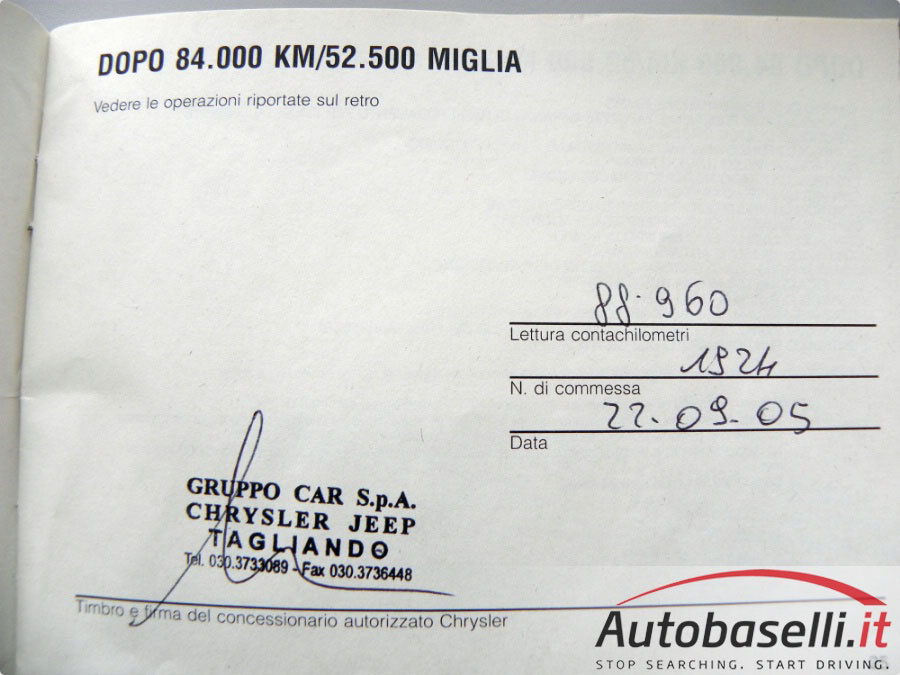 DOPO 84.000 KM/52.500 MIGLIA
Vedere le operazioni riportate sul retro
88.960
Lettura contachilometri
1924
N. di commessa
22.09.05
Data
GRUPPO CAR S.p.A.
CHRYSLER JEEP
TAGLIANDO
Tel. 030.3733089 - Fax 030.3736448
Timbro e firma del concessionario autorizzato Chrysler
Autobaselli.it
STOP SEARCHING. START DRIVING.